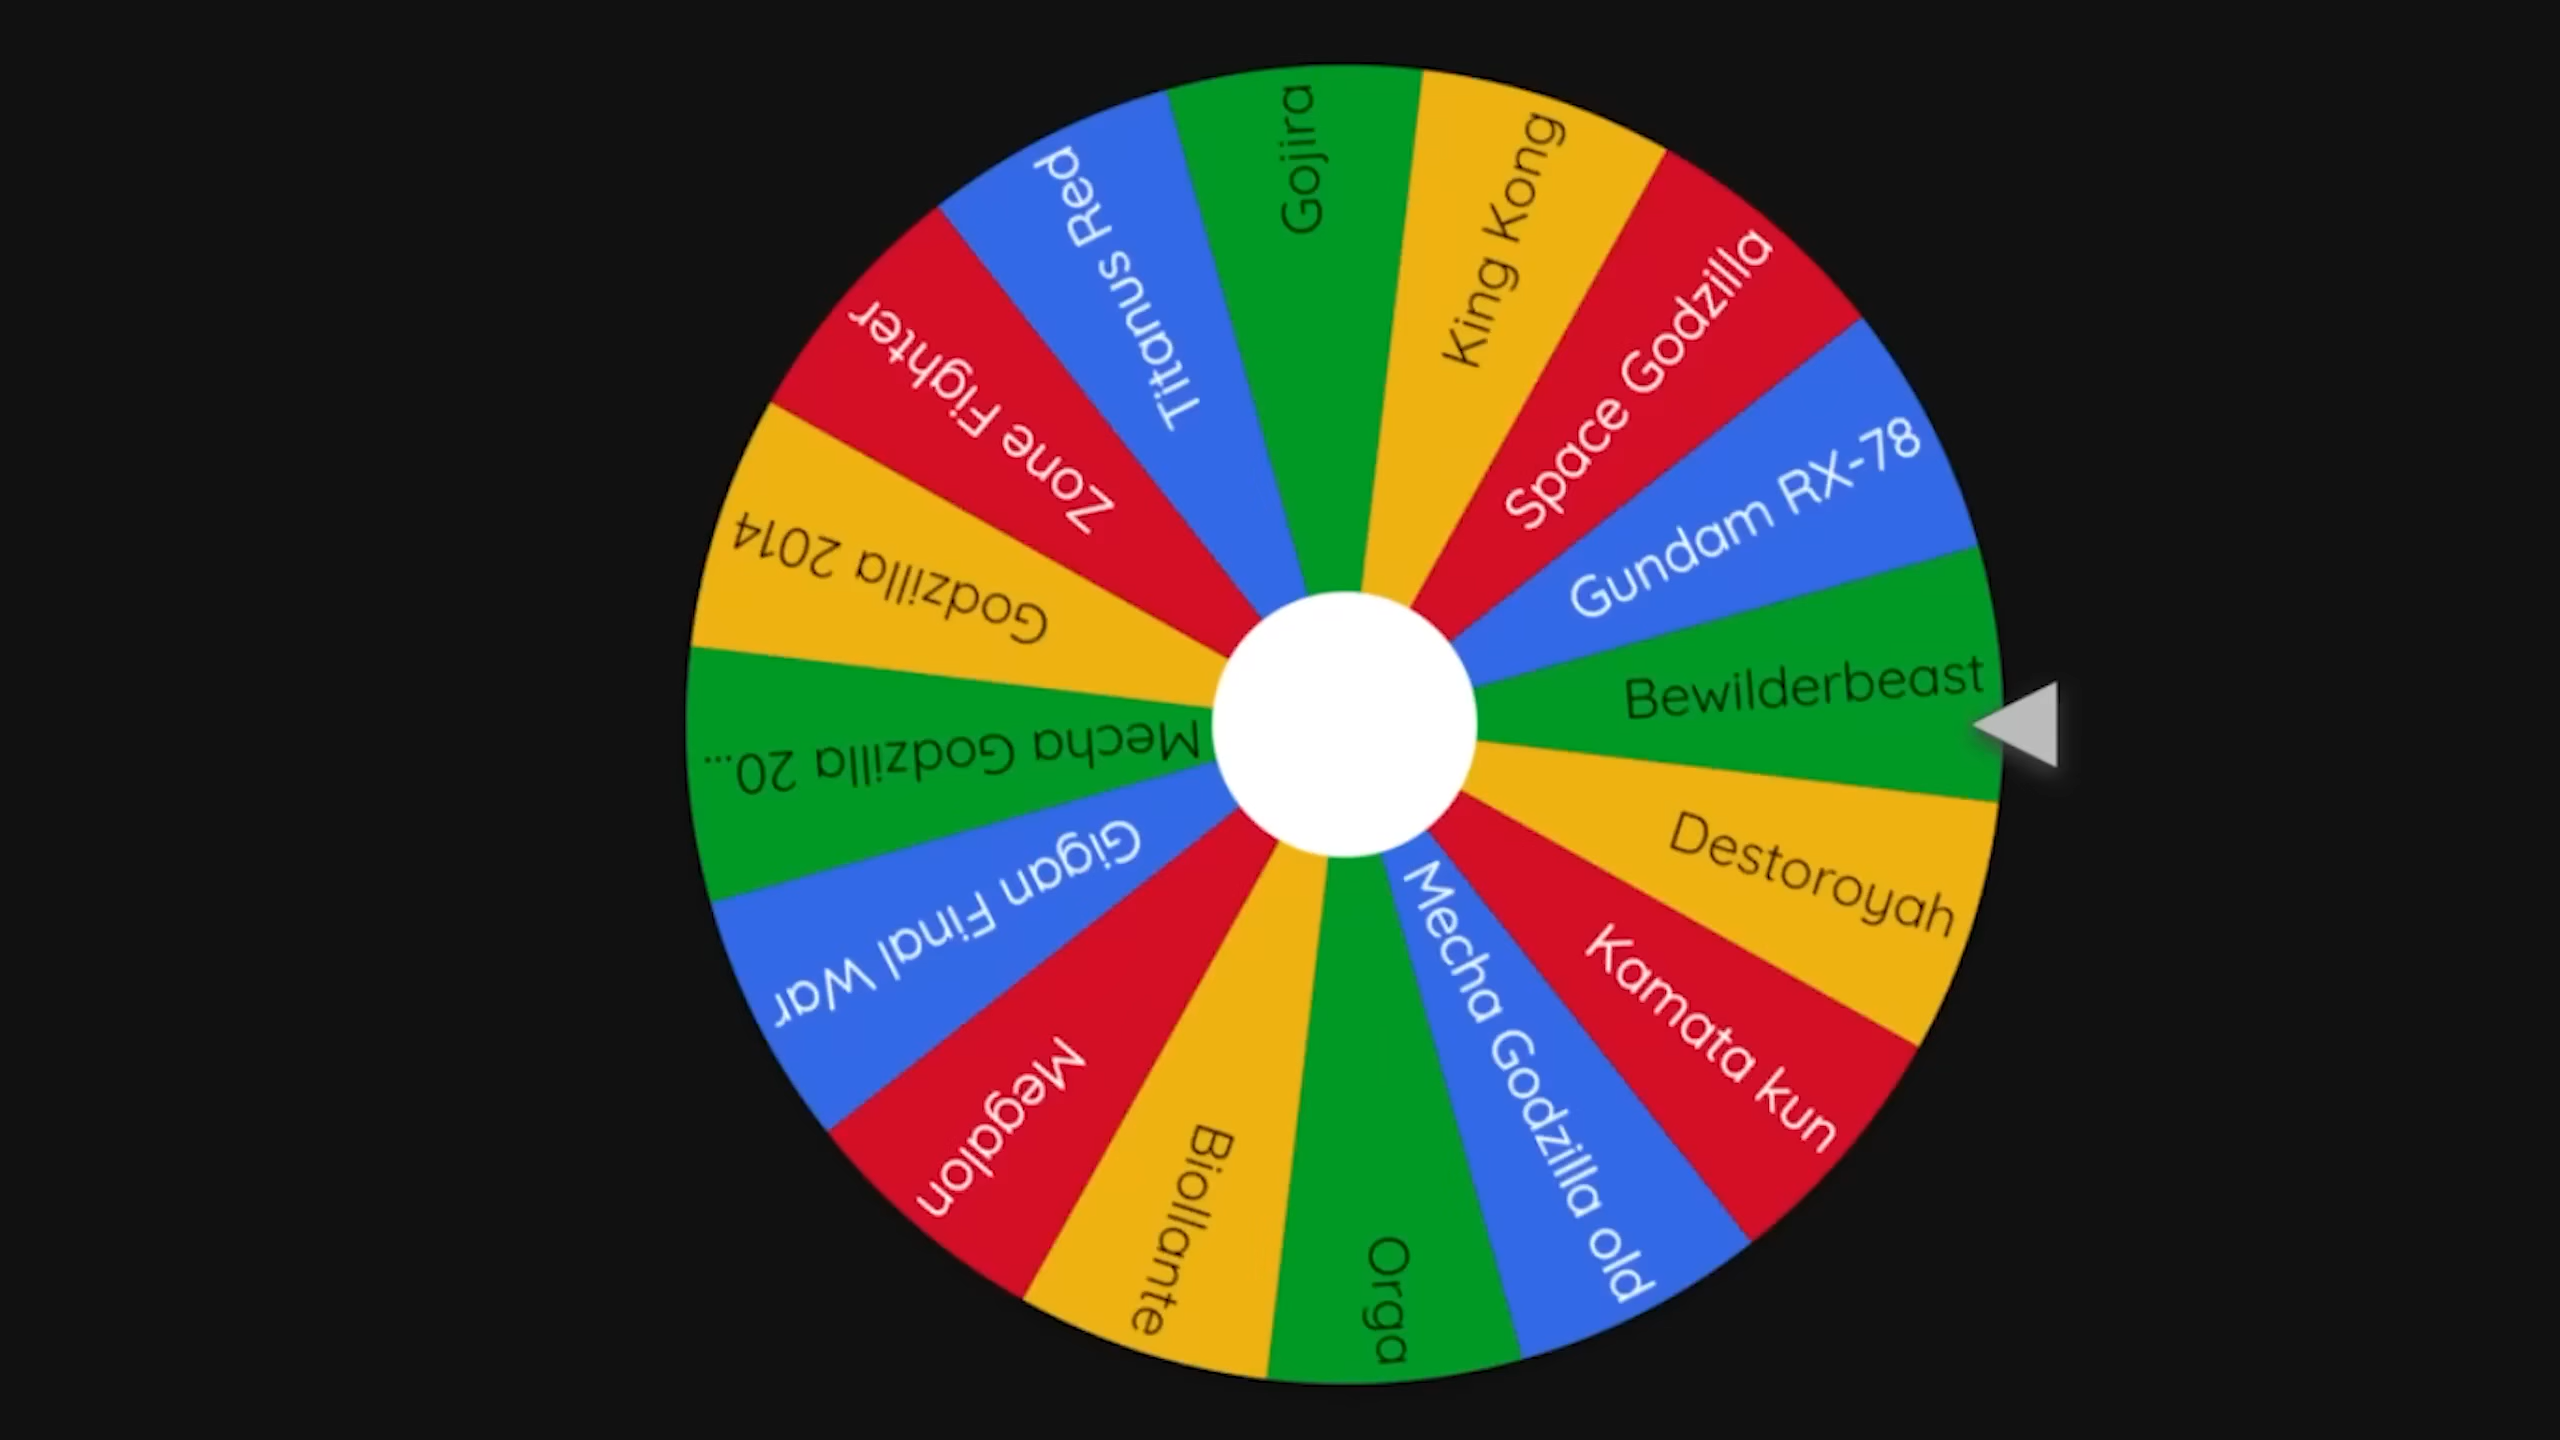 Gojira
King Kong
Space Godzilla
Gundam RX-78
Bewilderbeast
Destoroyah
Kamata kun
Mecha Godzilla old
Orga
Biollante
Megalon
Gigan Final War
Mecha Godzilla 20...
Godzilla 2014
Zone Fighter
Titanus Red